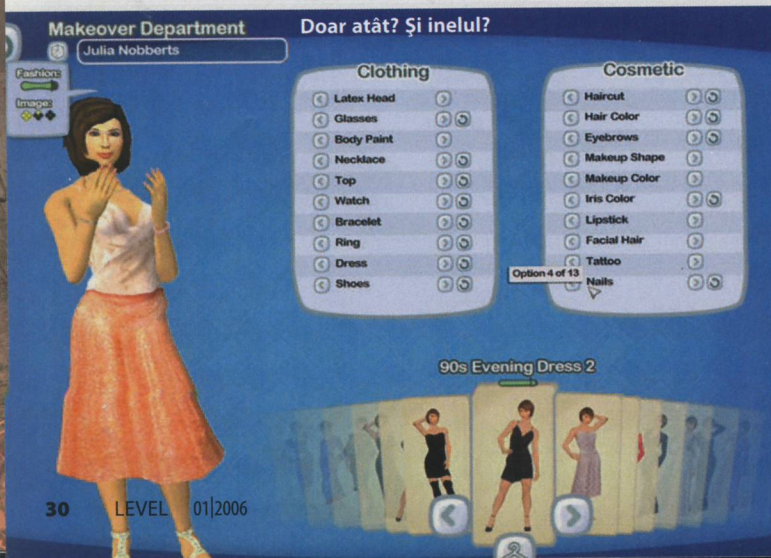 Makeover Department
Doar atât? Şi inelul?
Julia Nobberts
Fashion:
Image:
Clothing
Latex Head
Glasses
Body Paint
Necklace
Top
Watch
Bracelet
Ring
Dress
Shoes
Cosmetic
Haircut
Hair Color
Eyebrows
Makeup Shape
Makeup Color
Iris Color
Lipstick
Facial Hair
Tattoo
Nails
Option 4 of 13
90s Evening Dress 2
30 LEVEL 01|2006